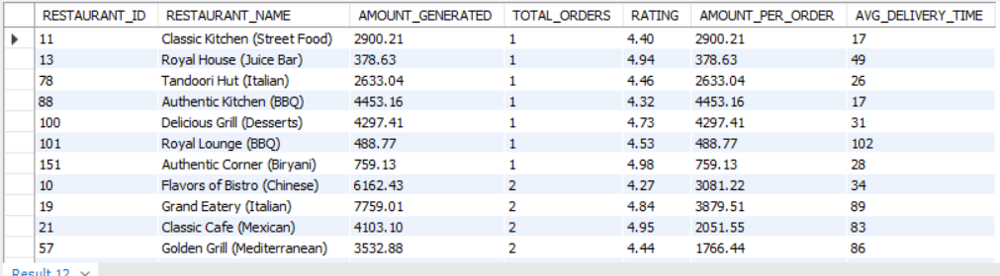 RESTAURANT_ID RESTAURANT_NAME AMOUNT_GENERATED TOTAL_ORDERS RATING AMOUNT_PER_ORDER AVG_DELIVERY_TIME
11 Classic Kitchen (Street Food) 2900.21 1 4.40 2900.21 17
13 Royal House (Juice Bar) 378.63 1 4.94 378.63 49
78 Tandoori Hut (Italian) 2633.04 1 4.46 2633.04 26
88 Authentic Kitchen (BBQ) 4453.16 1 4.32 4453.16 17
100 Delicious Grill (Desserts) 4297.41 1 4.73 4297.41 31
101 Royal Lounge (BBQ) 488.77 1 4.53 488.77 102
151 Authentic Corner (Biryani) 759.13 1 4.98 759.13 28
10 Flavors of Bistro (Chinese) 6162.43 2 4.27 3081.22 34
19 Grand Eatery (Italian) 7759.01 2 4.84 3879.51 89
21 Classic Cafe (Mexican) 4103.10 2 4.95 2051.55 83
57 Golden Grill (Mediterranean) 3532.88 2 4.44 1766.44 86
Result 12